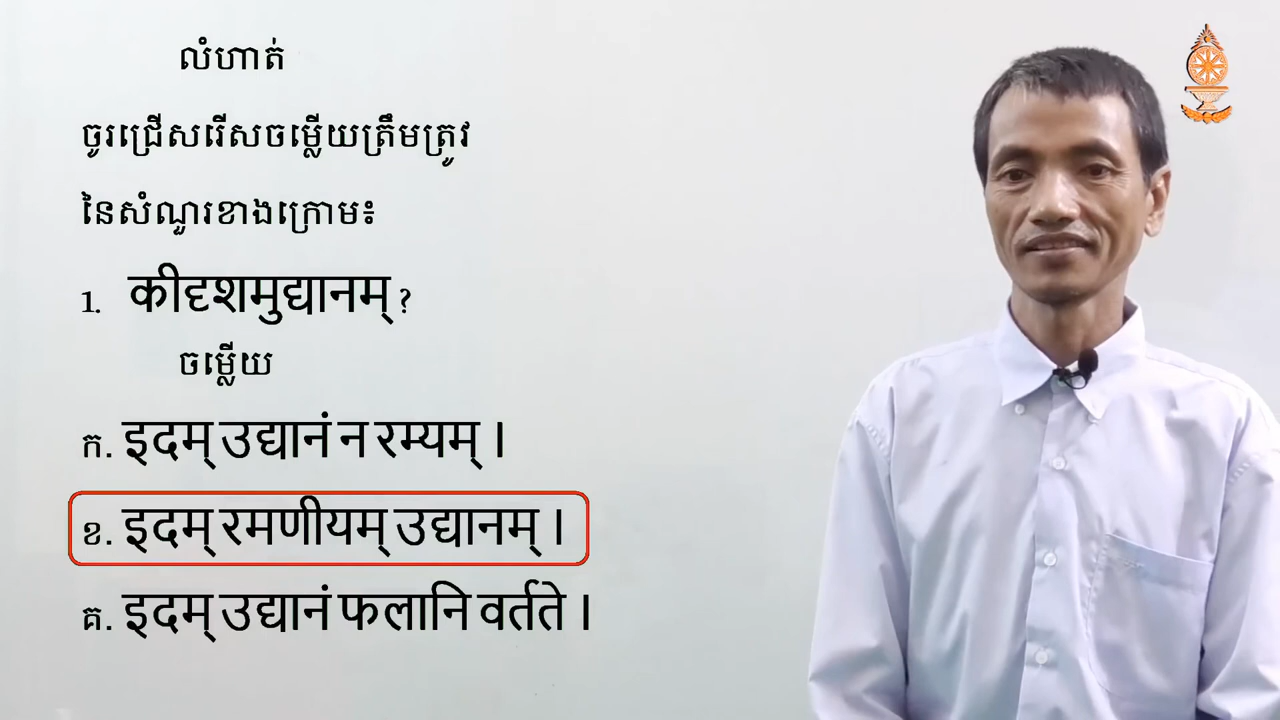 លំហាត់
ចូរជ្រើសរើសចម្លើយត្រឹមត្រូវ
នៃសំណួរខាងក្រោម៖
1. कीदृशमुद्यानम् ?
ចម្លើយ
ក. इदम् उद्यानं न रम्यम् ।
ខ. इदम् रमणीयम् उद्यानम् ।
គ. इदम् उद्यानं फलानि वर्तते ।